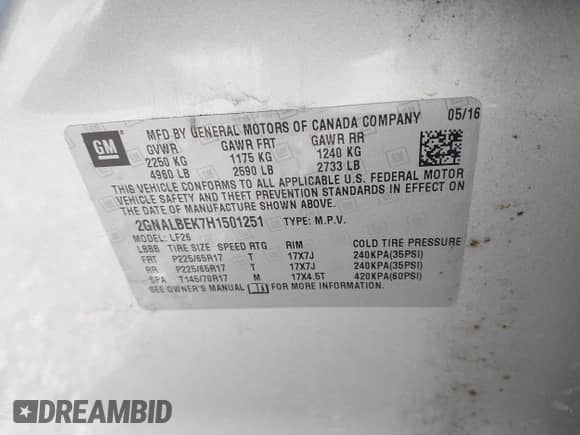 05/16
GM
MFD BY GENERAL MOTORS OF CANADA COMPANY
GVWR GAWR FRT GAWR RR
2250 KG 1175 KG 1240 KG
4960 LB 2590 LB 2733 LB
THIS VEHICLE CONFORMS TO ALL APPLICABLE U.S. FEDERAL MOTOR
VEHICLE SAFETY AND THEFT PREVENTION STANDARDS IN EFFECT ON
THE DATE OF MANUFACTURE SHOWN ABOVE.
2GNALBEK7H1501251 TYPE: M.P.V.
MODEL: LF26
LBBB TIRE SIZE SPEED RTG RIM COLD TIRE PRESSURE
FRT P225/65R17 T 17X7J 240KPA(35PSI)
RR P225/65R17 T 17X7J 240KPA(35PSI)
SPA T145/70R17 M 17X4.5T 420KPA(60PSI)
SEE OWNER'S MANUAL FOR MORE INFORMATION.
DREAMBID